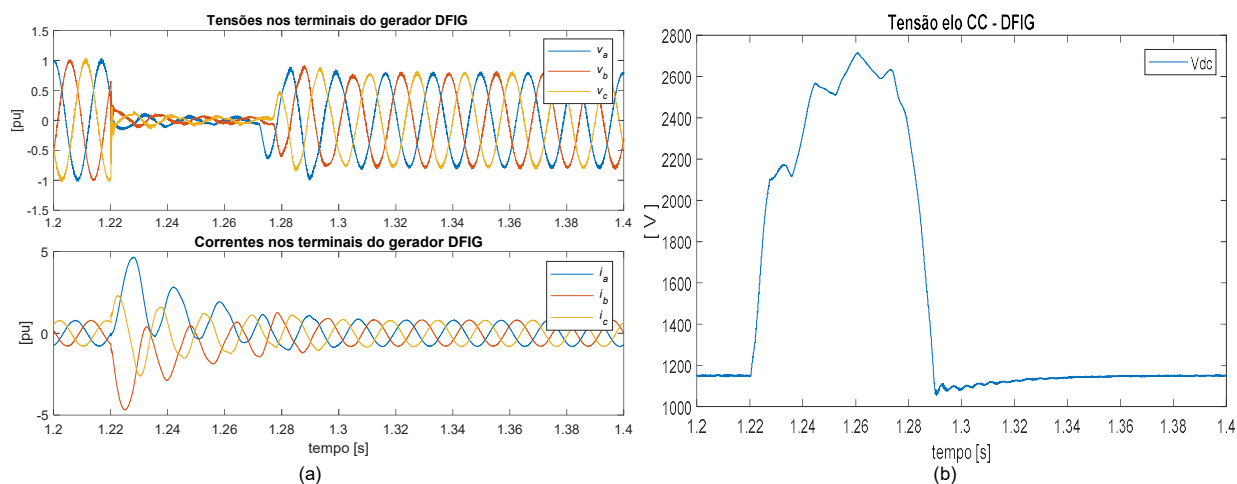 Tensões nos terminais do gerador DFIG
1.5
1
0.5
0
-0.5
-1
-1.5
[pu]
v_a
v_b
v_c
1.2 1.22 1.24 1.26 1.28 1.3 1.32 1.34 1.36 1.38 1.4
Correntes nos terminais do gerador DFIG
5
0
-5
[pu]
i_a
i_b
i_c
1.2 1.22 1.24 1.26 1.28 1.3 1.32 1.34 1.36 1.38 1.4
tempo [s]
(a)
Tensão elo CC - DFIG
2800
2600
2400
2200
2000
1800
1600
1400
1200
1000
[ V ]
Vdc
1.2 1.22 1.24 1.26 1.28 1.3 1.32 1.34 1.36 1.38 1.4
tempo [s]
(b)